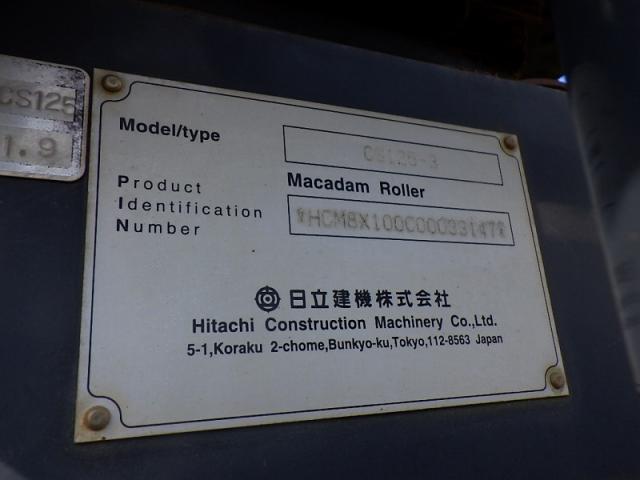 CS125
1.9
Model/type
CS125-3
Macadam Roller
Product
Identification
Number
*HCM8X100C00033147*
日立建機株式会社
Hitachi Construction Machinery Co.,Ltd.
5-1,Koraku 2-chome,Bunkyo-ku,Tokyo,112-8563 Japan